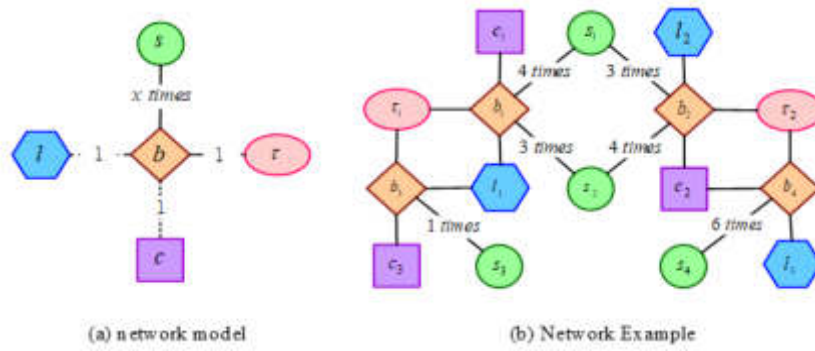 s
x times
l 1 b 1 τ
1
c
(a) network model
c₁ s₁ l₂
4 times 3 times
τ₁ b₁ b₂ τ₂
3 times 4 times
b₃ l₁ s₂ c₂ b₄
1 times 6 times
c₃ s₃ s₄
(b) Network Example